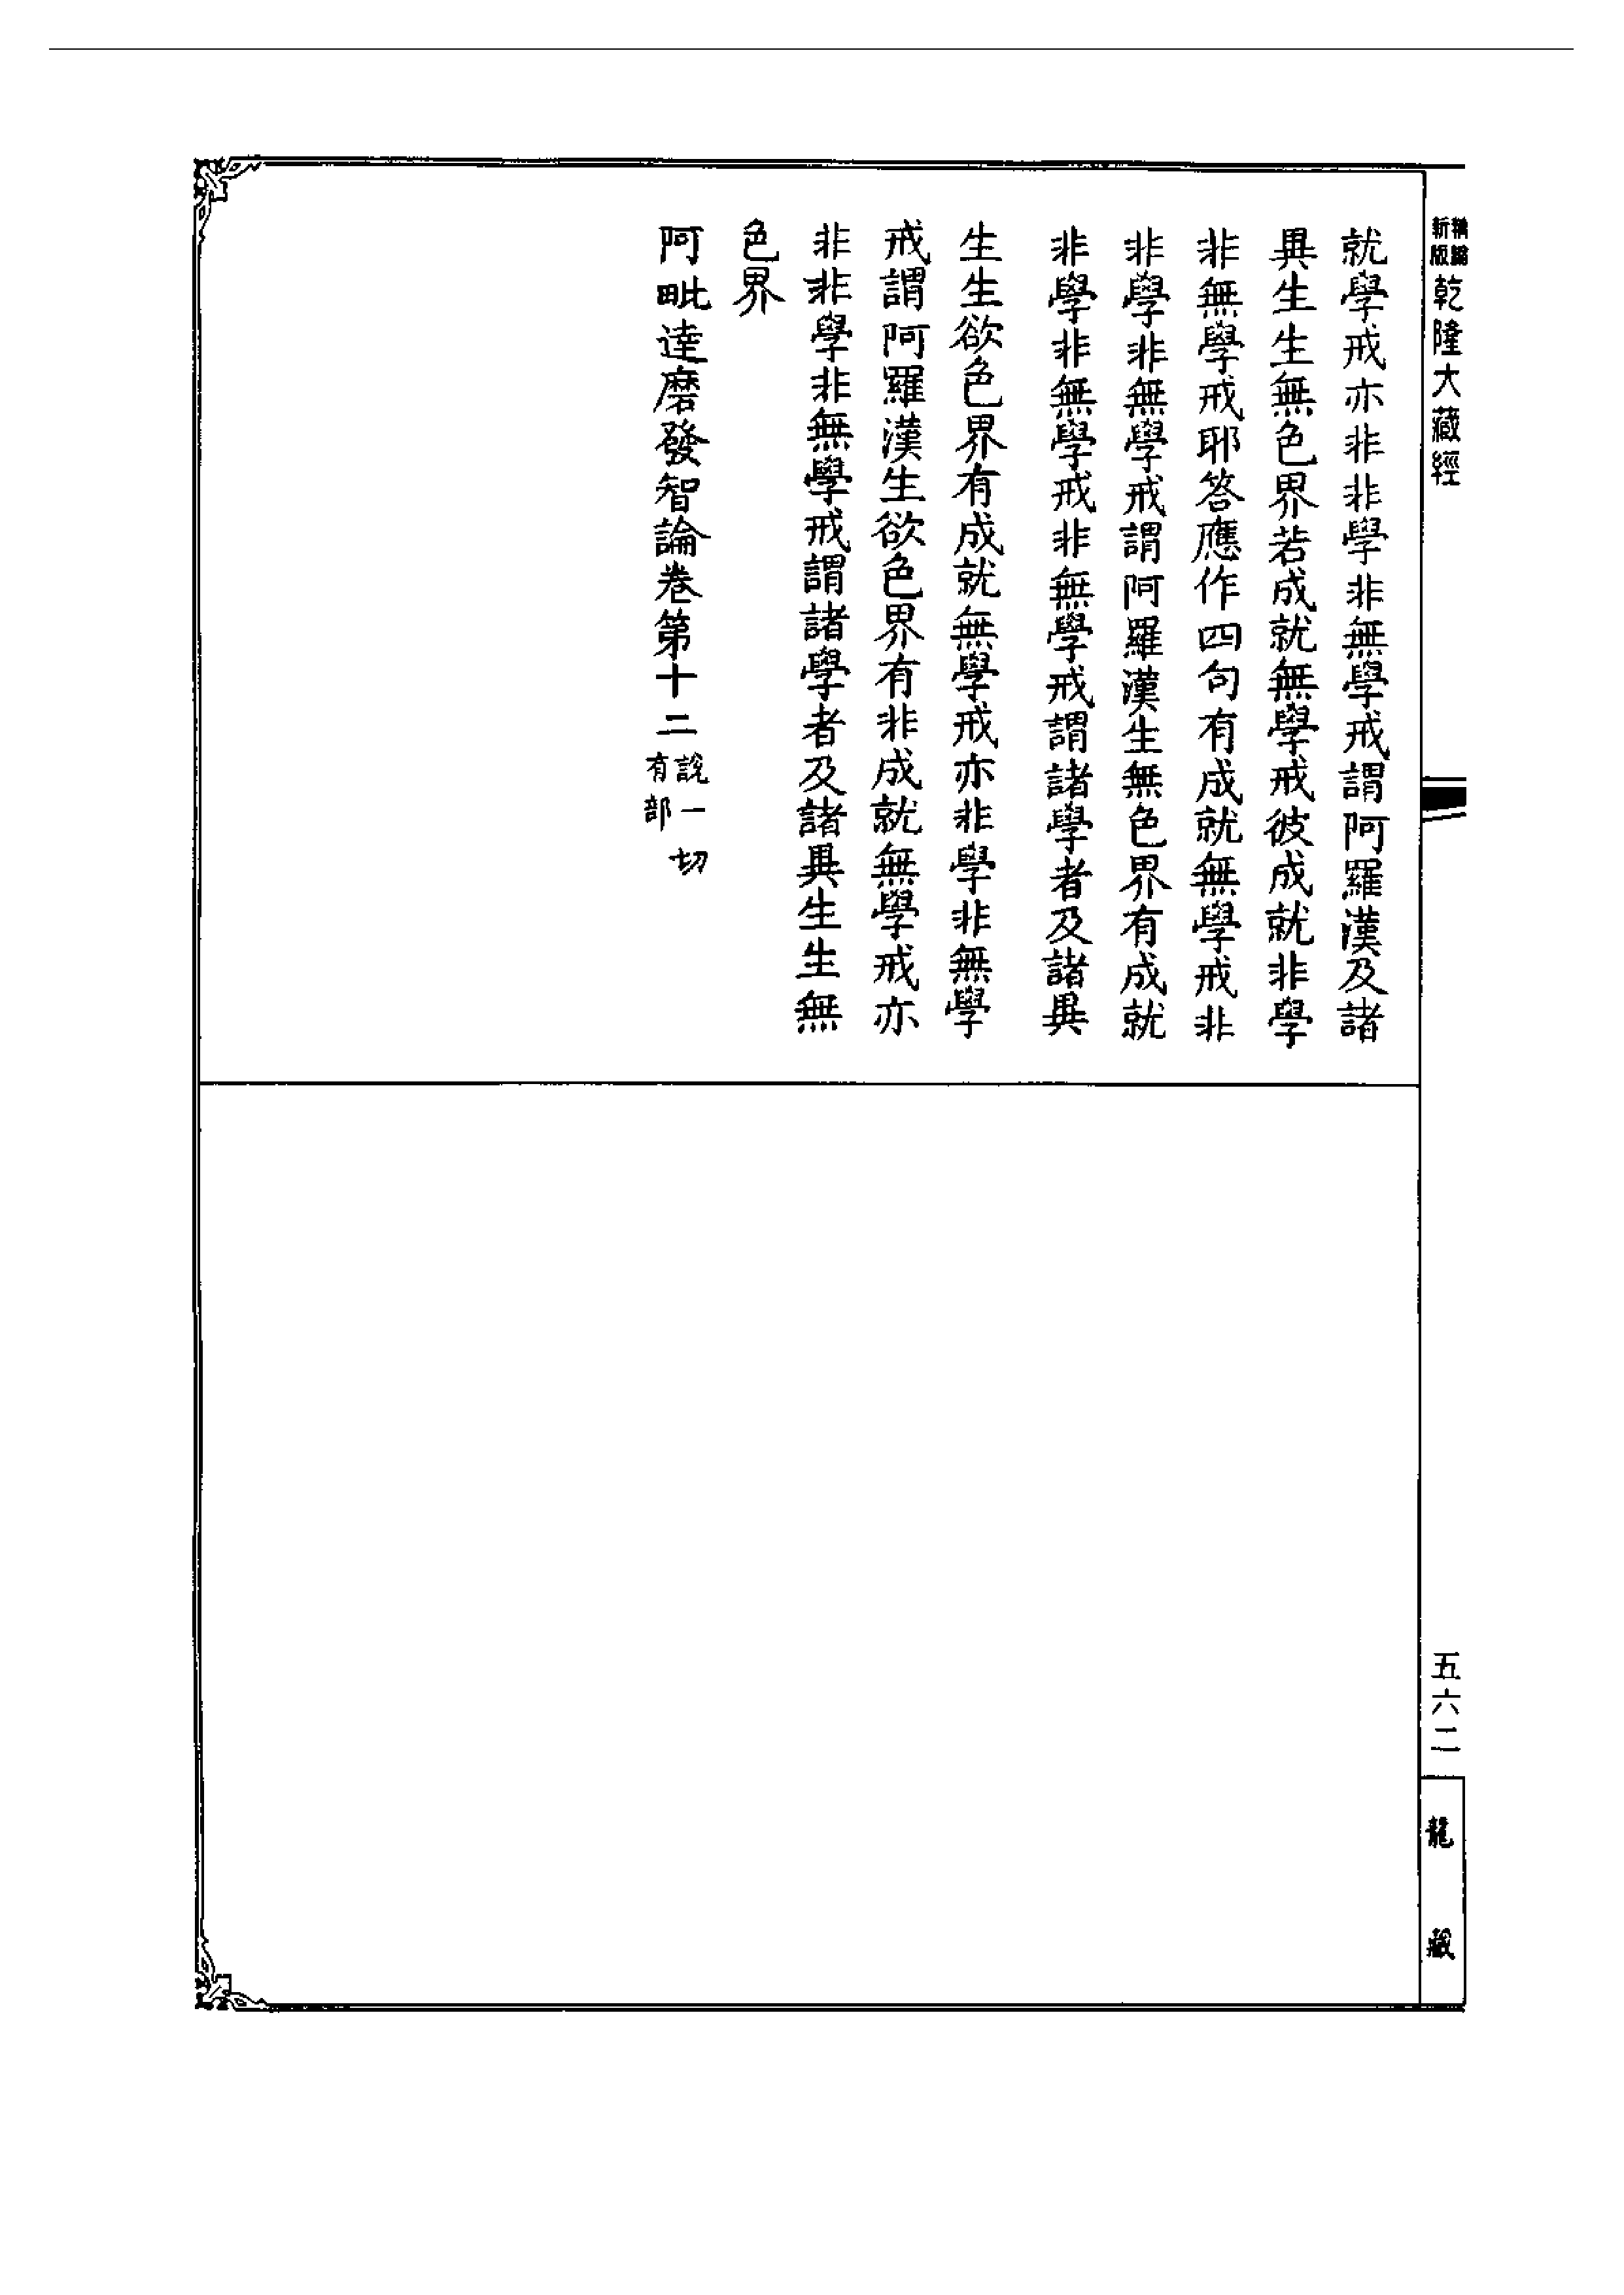 新編縮版 乾隆大藏經
就學戒亦非非學非無學戒謂阿羅漢及諸
異生生無色界若成就無學戒彼成就非學
非無學戒耶答應作四句有成就無學戒非
非學非無學戒謂阿羅漢生無色界有成就
非學非無學戒非無學戒謂諸學者及諸異
生生欲色界有成就無學戒亦非學非無學
戒謂阿羅漢生欲色界有非成就無學戒亦
非非學非無學戒謂諸學者及諸異生生無
色界
阿毗達磨發智論卷第十二 說一切有部
五六二
龍藏